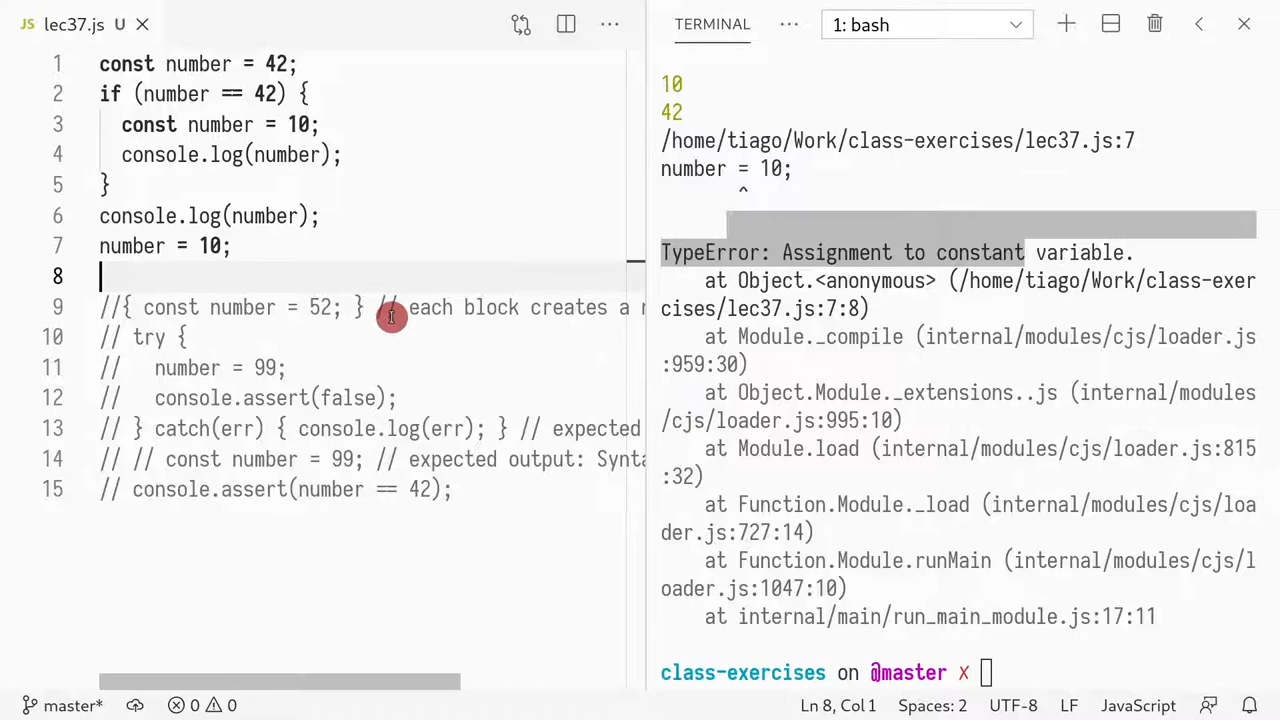 JS lec37.js U
TERMINAL
1: bash
1 const number = 42;
2 if (number == 42) {
3 const number = 10;
4 console.log(number);
5 }
6 console.log(number);
7 number = 10;
8
9 //{ const number = 52; } // each block creates a
10 // try {
11 // number = 99;
12 // console.assert(false);
13 // } catch(err) { console.log(err); } // expected
14 // // const number = 99; // expected output: Synta
15 // console.assert(number == 42);
10
42
/home/tiago/Work/class-exercises/lec37.js:7
number = 10;
^
TypeError: Assignment to constant variable.
at Object.<anonymous> (/home/tiago/Work/class-exer
cises/lec37.js:7:8)
at Module._compile (internal/modules/cjs/loader.js
:959:30)
at Object.Module._extensions..js (internal/modules
/cjs/loader.js:995:10)
at Module.load (internal/modules/cjs/loader.js:815
:32)
at Function.Module._load (internal/modules/cjs/loa
der.js:727:14)
at Function.Module.runMain (internal/modules/cjs/l
oader.js:1047:10)
at internal/main/run_main_module.js:17:11
class-exercises on @master ✗
master* 0 0 Ln 8, Col 1 Spaces: 2 UTF-8 LF JavaScript